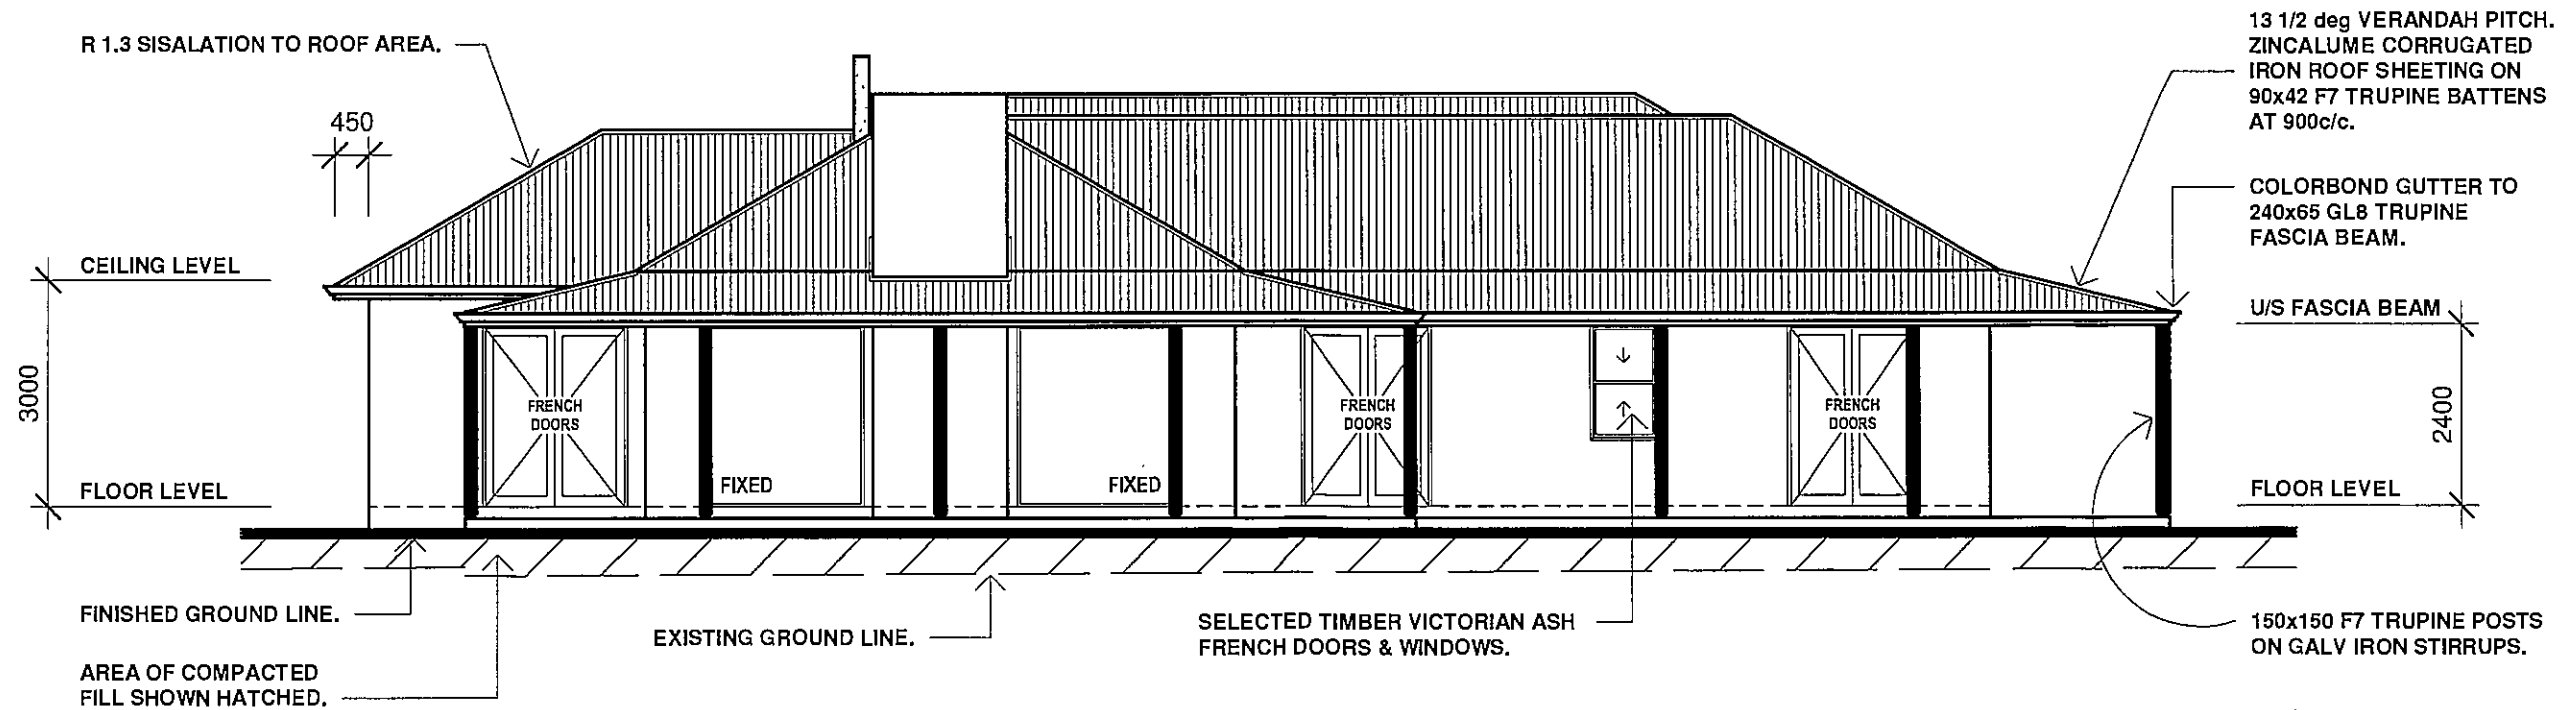 R 1.3 SISALATION TO ROOF AREA.
450
13 1/2 deg VERANDAH PITCH.
ZINCALUME CORRUGATED
IRON ROOF SHEETING ON
90x42 F7 TRUPINE BATTENS
AT 900c/c.
COLORBOND GUTTER TO
240x65 GL8 TRUPINE
FASCIA BEAM.
CEILING LEVEL
U/S FASCIA BEAM
3000
2400
FRENCH
DOORS
FIXED
FIXED
FRENCH
DOORS
FRENCH
DOORS
FLOOR LEVEL
FLOOR LEVEL
FINISHED GROUND LINE.
AREA OF COMPACTED
FILL SHOWN HATCHED.
EXISTING GROUND LINE.
SELECTED TIMBER VICTORIAN ASH
FRENCH DOORS & WINDOWS.
150x150 F7 TRUPINE POSTS
ON GALV IRON STIRRUPS.